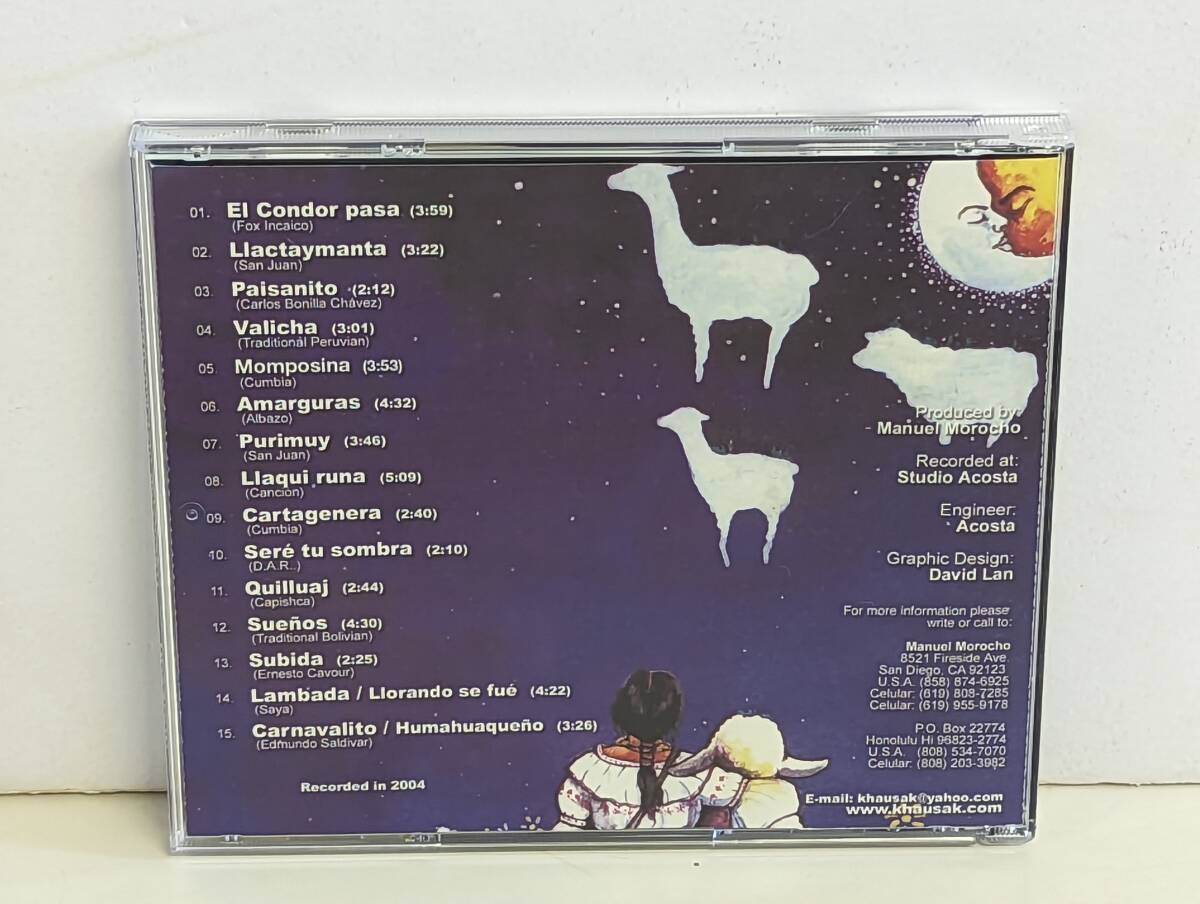 01. El Condor pasa (3:59)
(Fox Incaico)
02. Llactaymanta (3:22)
(San Juan)
03. Paisanito (2:12)
(Carlos Bonilla Chávez)
04. Valicha (3:01)
(Traditional Peruvian)
05. Momposina (3:53)
(Cumbia)
06. Amarguras (4:32)
(Albazo)
07. Purimuy (3:46)
(San Juan)
08. Llaqui runa (5:09)
(Cancion)
09. Cartagenera (2:40)
(Cumbia)
10. Seré tu sombra (2:10)
(D.A.R..)
11. Quilluaj (2:44)
(Capishca)
12. Sueños (4:30)
(Traditional Bolivian)
13. Subida (2:25)
(Ernesto Cavour)
14. Lambada / Llorando se fué (4:22)
(Saya)
15. Carnavalito / Humahuaqueño (3:26)
(Edmundo Saldivar)
Recorded in 2004
Produced by:
Manuel Morocho
Recorded at:
Studio Acosta
Engineer:
Acosta
Graphic Design:
David Lan
For more information please
write or call to:
Manuel Morocho
8521 Fireside Ave.
San Diego, CA 92123
U.S.A. (858) 874-6925
Celular: (619) 808-7285
Celular: (619) 955-9178
P.O. Box 22774
Honolulu Hi 96823-2774
U.S.A. (808) 534-7070
Celular: (808) 203-3982
E-mail: khausak@yahoo.com
www.khausak.com